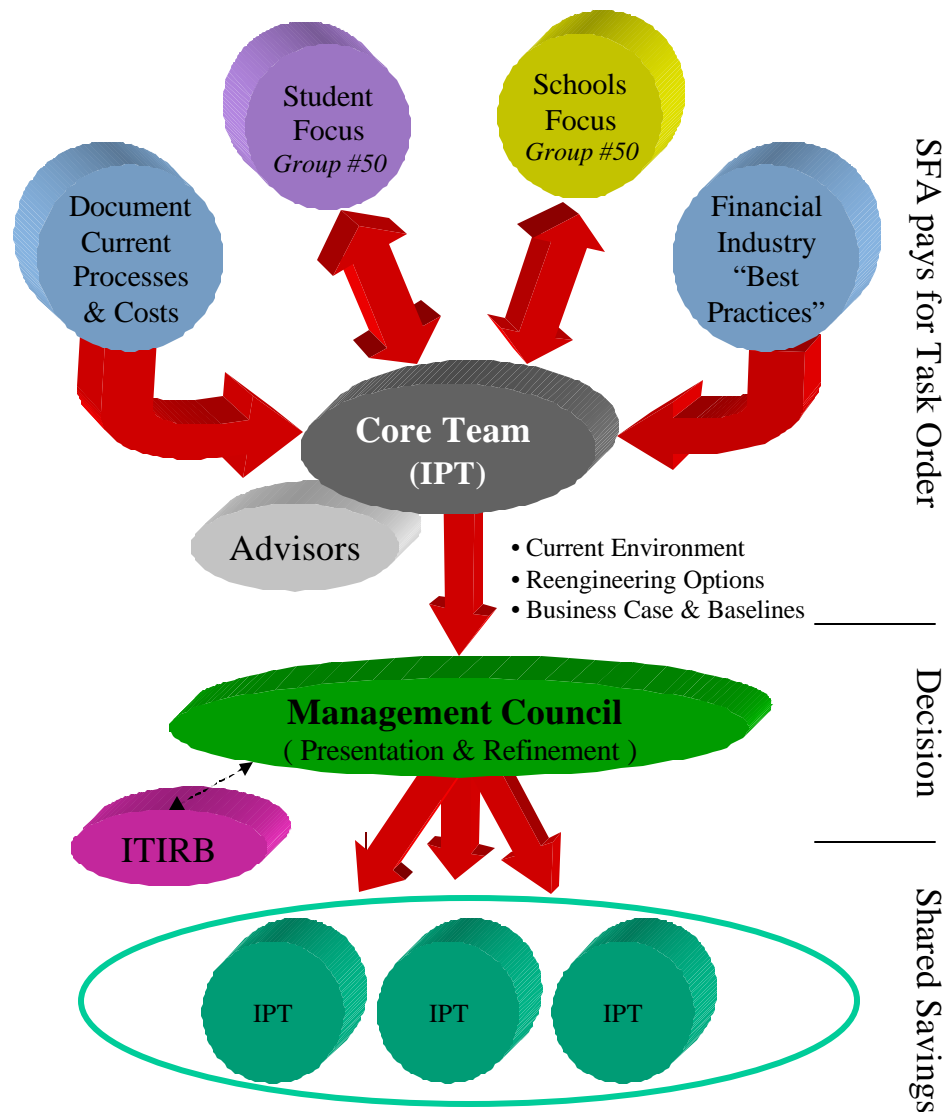 Student
Focus
Group #50
Schools
Focus
Group #50
Document
Current
Processes
& Costs
Financial
Industry
“Best
Practices”
SFA pays for Task Order
Core Team
(IPT)
Advisors
• Current Environment
• Reengineering Options
• Business Case & Baselines
Management Council
( Presentation & Refinement )
Decision
ITIRB
Shared Savings
IPT
IPT
IPT